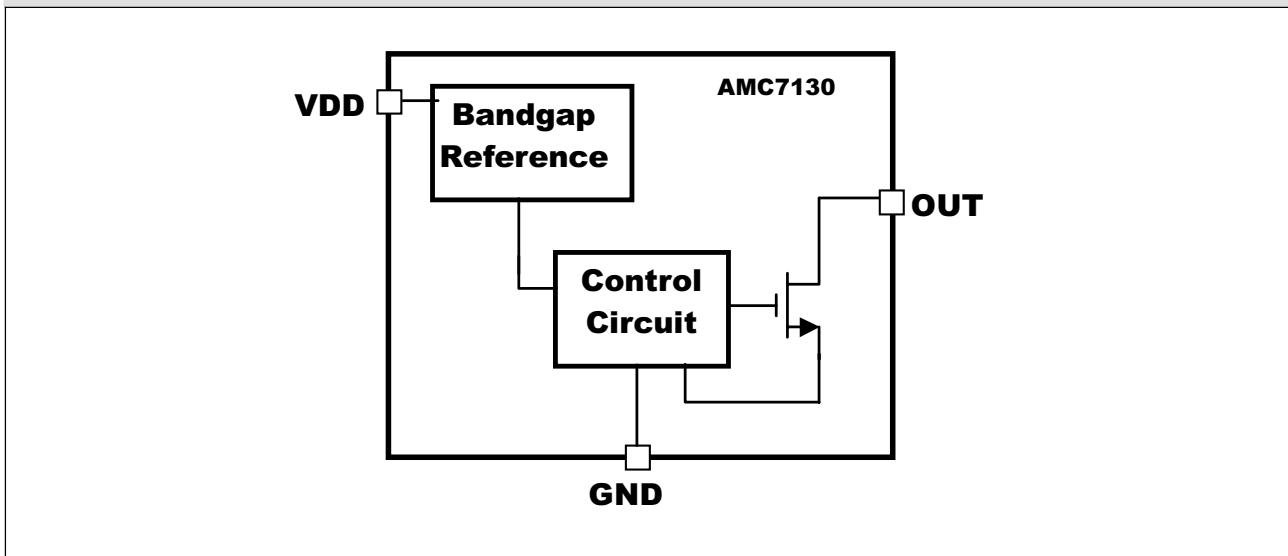 AMC7130
VDD
Bandgap
Reference
OUT
Control
Circuit
GND